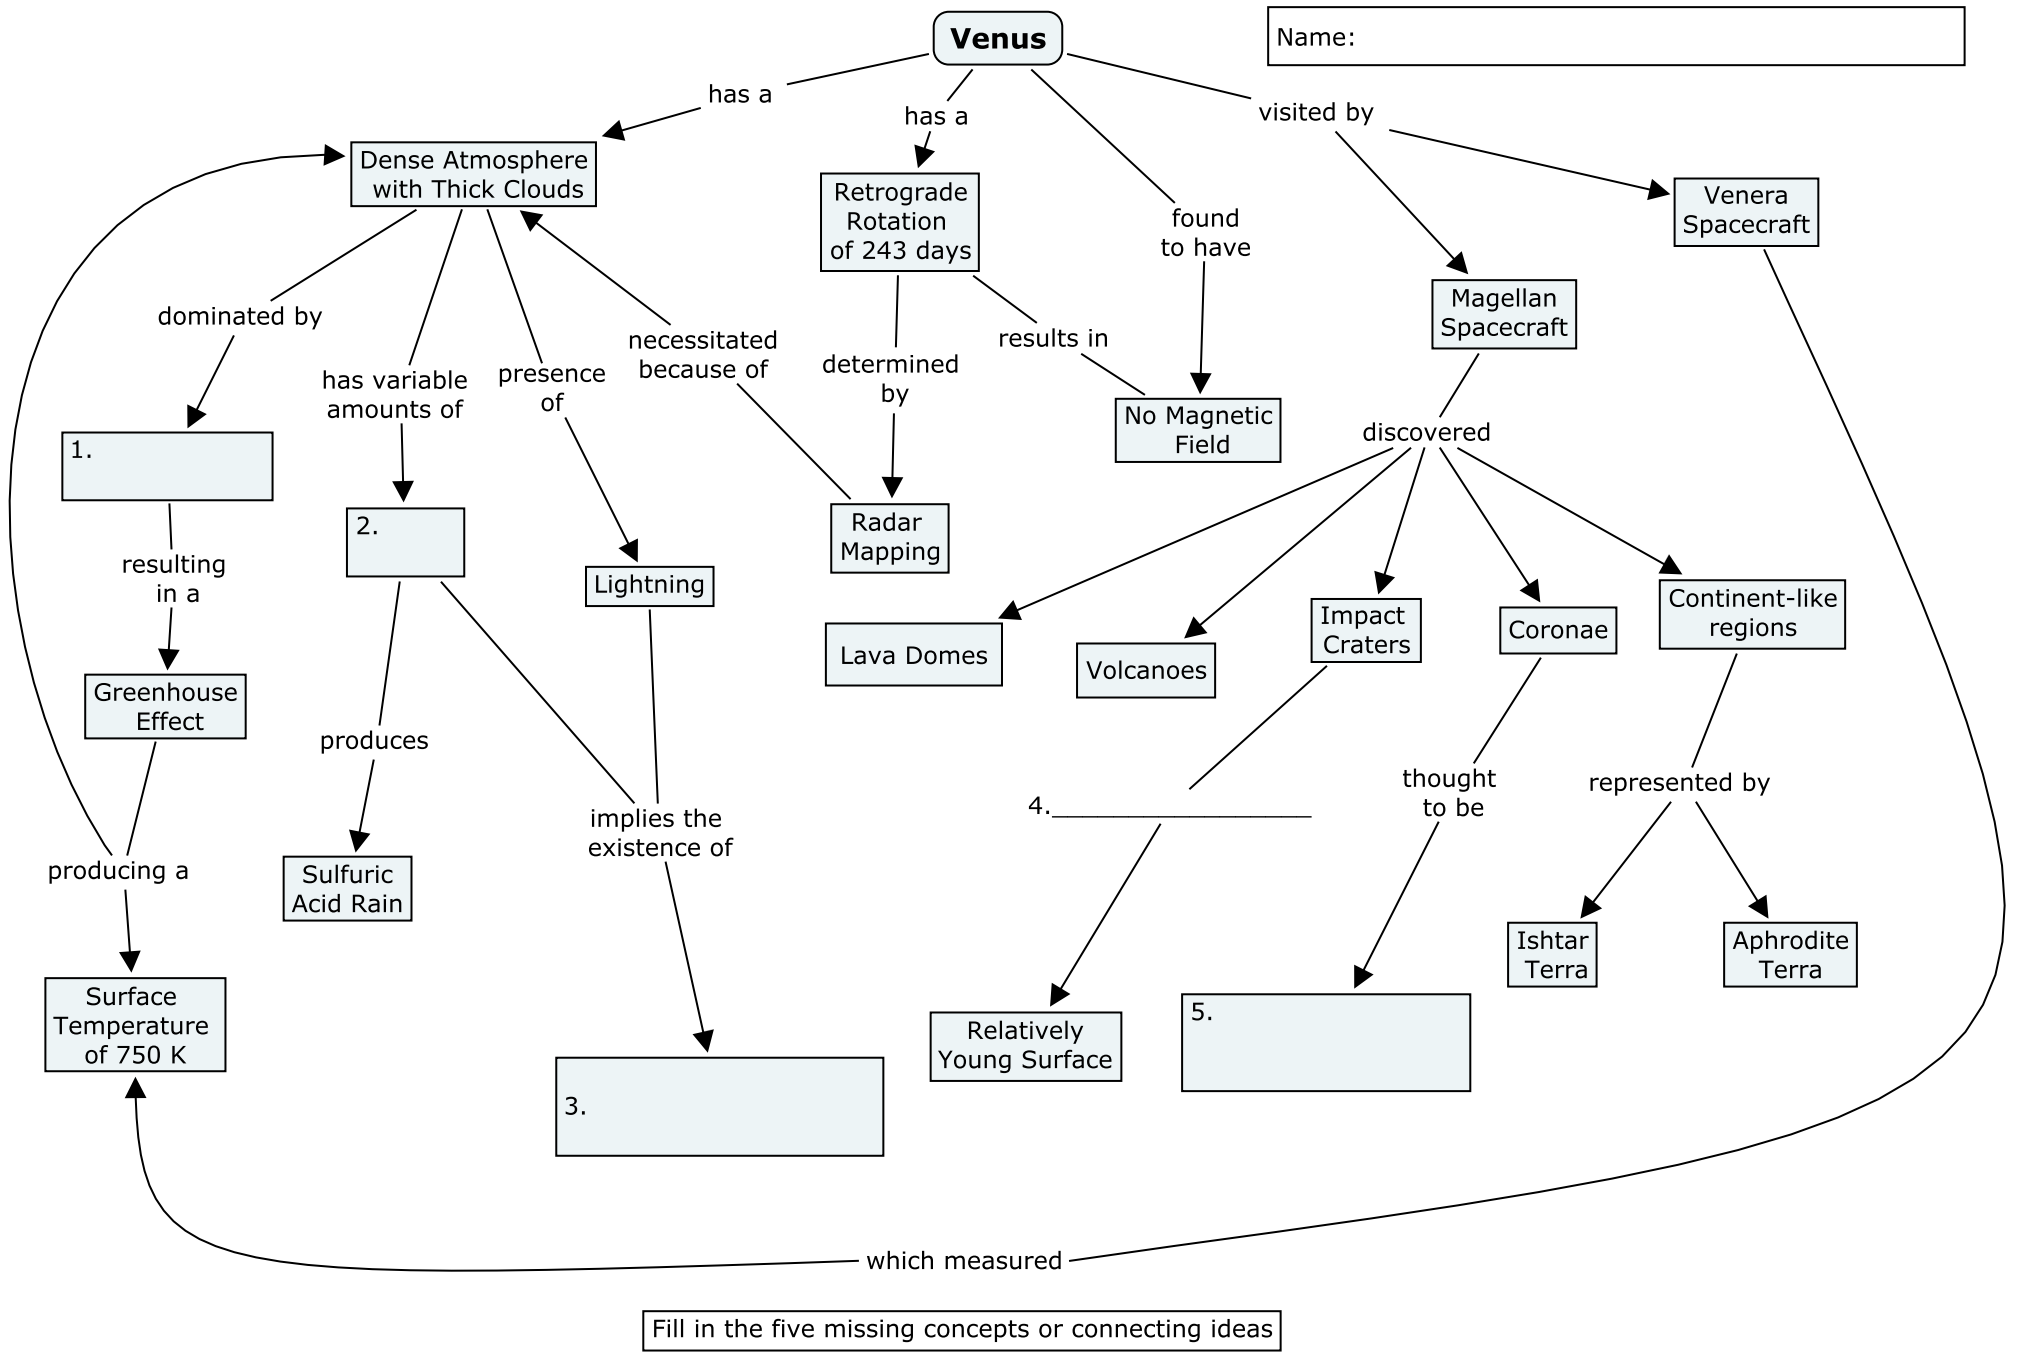 Venus
Name:
has a
has a
visited by
Dense Atmosphere
with Thick Clouds
Retrograde
Rotation
of 243 days
found
to have
Venera
Spacecraft
Magellan
Spacecraft
dominated by
has variable
amounts of
presence
of
necessitated
because of
determined
by
results in
No Magnetic
Field
discovered
1.
2.
Radar
Mapping
resulting
in a
Lightning
Lava Domes
Volcanoes
Impact
Craters
Coronae
Continent-like
regions
Greenhouse
Effect
produces
implies the
existence of
4.__________________
thought
to be
represented by
producing a
Sulfuric
Acid Rain
Ishtar
Terra
Aphrodite
Terra
Surface
Temperature
of 750 K
3.
Relatively
Young Surface
5.
which measured
Fill in the five missing concepts or connecting ideas